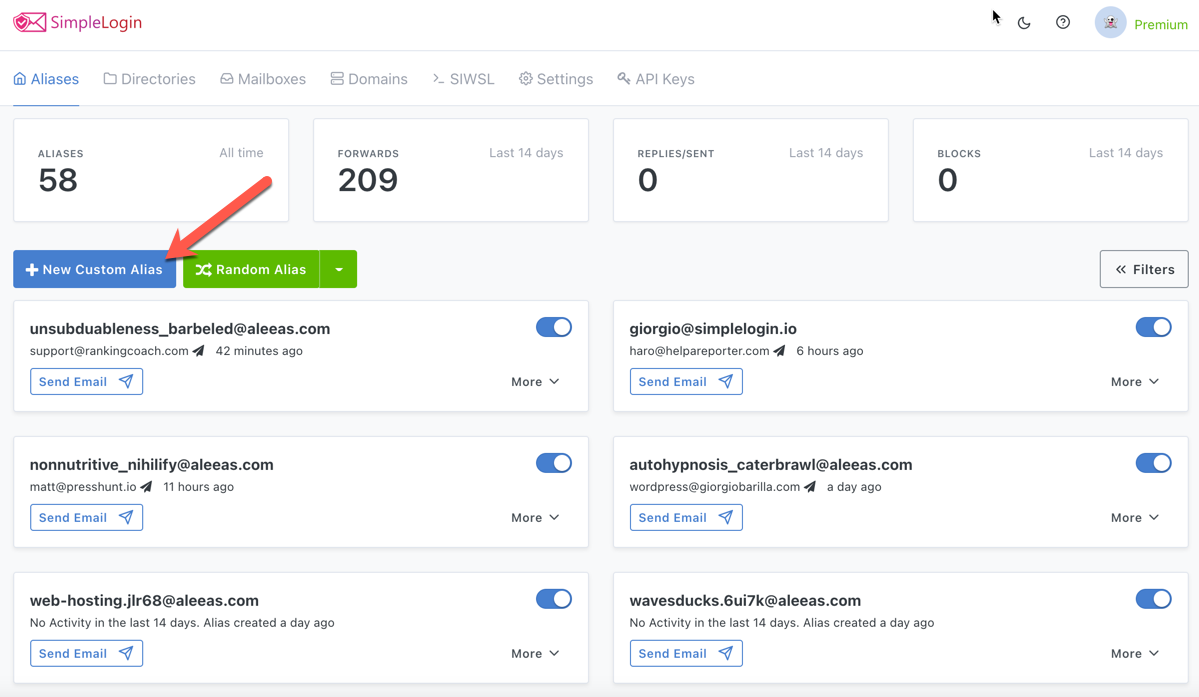 SimpleLogin
Premium
Aliases Directories Mailboxes Domains SIWSL Settings API Keys
ALIASES All time
58
FORWARDS Last 14 days
209
REPLIES/SENT Last 14 days
0
BLOCKS Last 14 days
0
New Custom Alias Random Alias Filters
unsubduableness_barbeled@aleeas.com
support@rankingcoach.com 42 minutes ago
Send Email More
giorgio@simplelogin.io
haro@helpareporter.com 6 hours ago
Send Email More
nonnutritive_nihilify@aleeas.com
matt@presshunt.io 11 hours ago
Send Email More
autohypnosis_caterbrawl@aleeas.com
wordpress@giorgiobarilla.com a day ago
Send Email More
web-hosting.jlr68@aleeas.com
No Activity in the last 14 days. Alias created a day ago
Send Email More
wavesducks.6ui7k@aleeas.com
No Activity in the last 14 days. Alias created a day ago
Send Email More